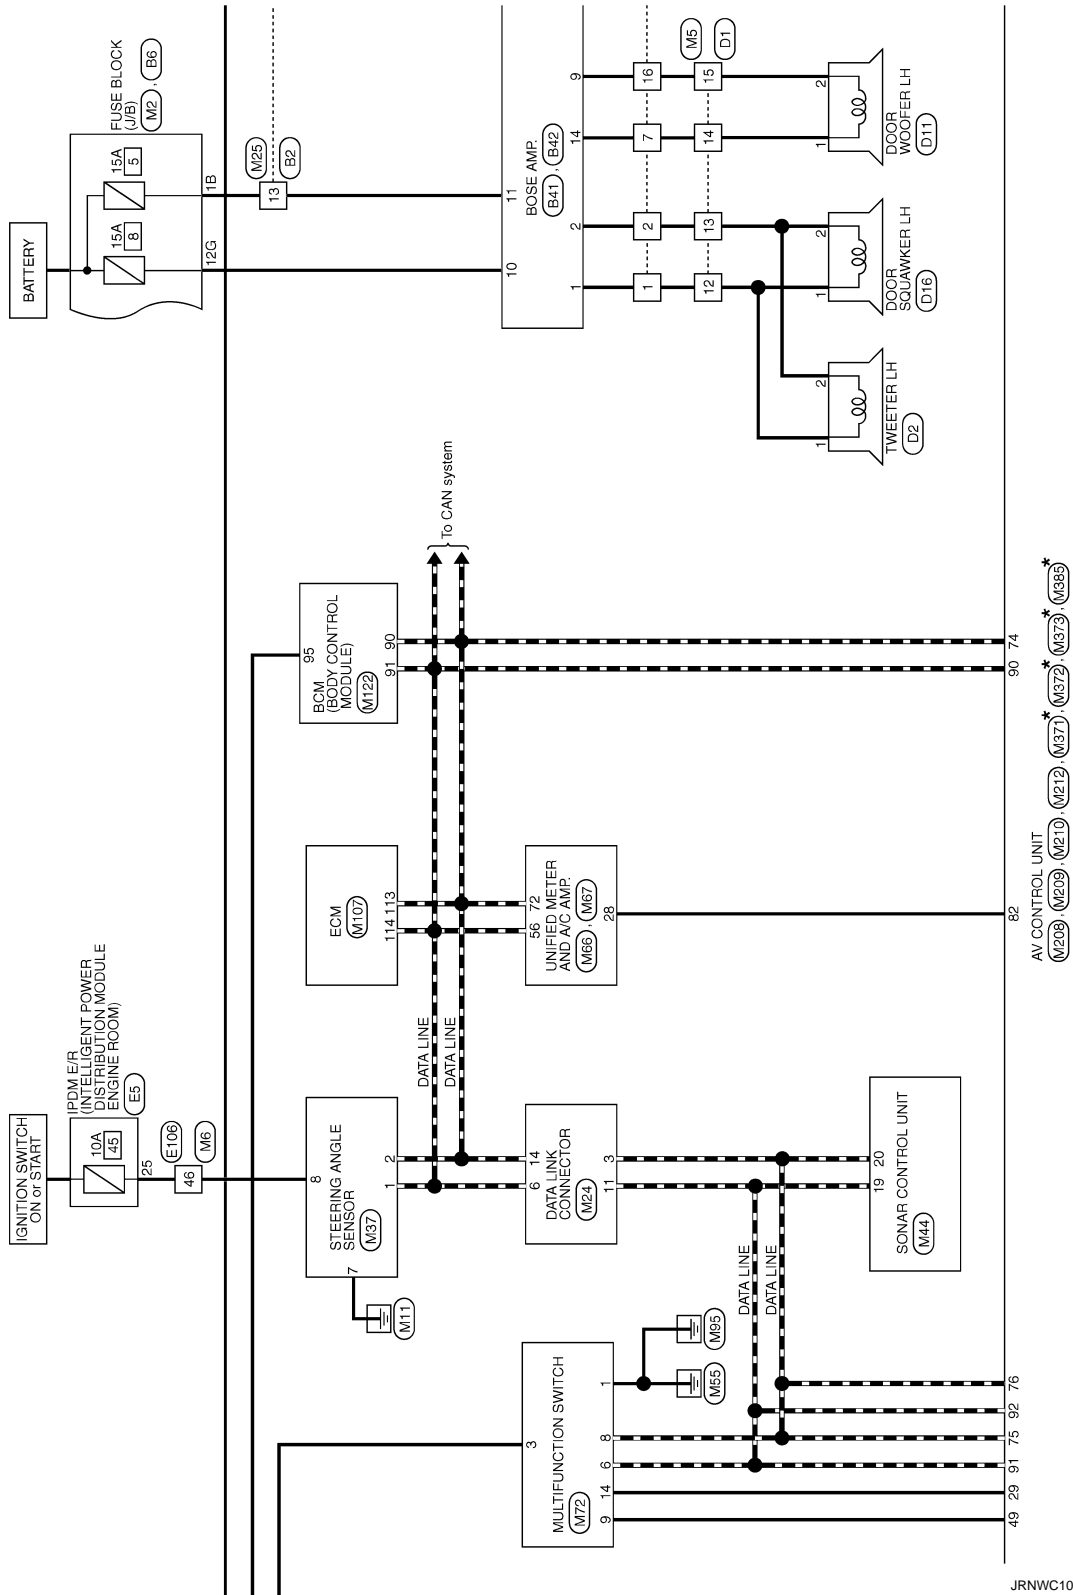 IGNITION SWITCH
ON or START
IPDM E/R
(INTELLIGENT POWER
DISTRIBUTION MODULE
ENGINE ROOM)
E5
10A
45
25
E106
46
M6
BATTERY
FUSE BLOCK
(J/B)
M2 , B6
15A
8
15A
5
12G
1B
M25
13
B2
8
STEERING ANGLE
SENSOR
M37
7
1
2
M11
ECM
M107
114
113
95
BCM
(BODY CONTROL
MODULE)
M122
91
90
DATA LINE
DATA LINE
To CAN system
6
14
DATA LINK
CONNECTOR
M24
11
3
56
72
UNIFIED METER
AND A/C AMP.
M66 , M67
28
10
11
BOSE AMP.
B41 , B42
1
2
14
9
1
2
7
16
M5
12
13
14
15
D1
3
MULTIFUNCTION SWITCH
M72
9
14
6
8
1
M55
M95
DATA LINE
DATA LINE
19
20
SONAR CONTROL UNIT
M44
1
2
TWEETER LH
D2
1
2
DOOR
SQUAWKER LH
D16
1
2
DOOR
WOOFER LH
D11
49
29
91
75
92
76
82
90
74
AV CONTROL UNIT
M208 , M209 , M210 , M212 , M371* , M372* , M373* , M385*
JRNWC10